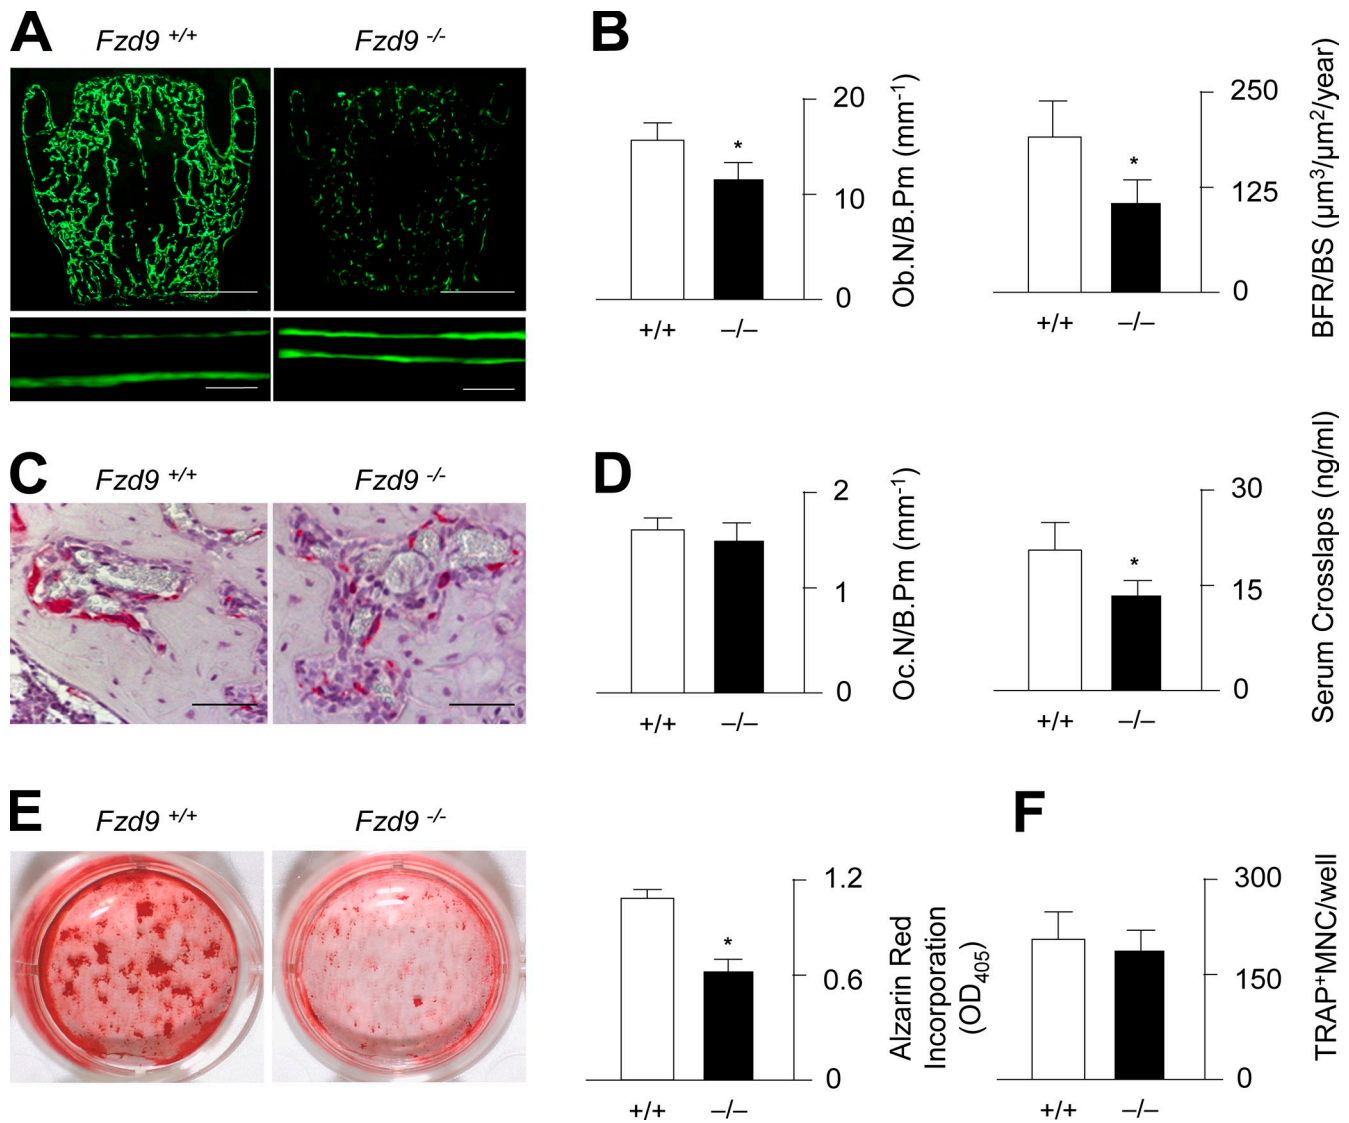 A
Fzd9 +/+
Fzd9 -/-
B
20
10
0
Ob.N/B.Pm (mm-1)
+/+
–/–
250
125
0
BFR/BS (μm3/μm2/year)
+/+
–/–
C
Fzd9 +/+
Fzd9 -/-
D
2
1
0
Oc.N/B.Pm (mm-1)
+/+
–/–
30
15
0
Serum Crosslaps (ng/ml)
+/+
–/–
E
Fzd9 +/+
Fzd9 -/-
1.2
0.6
0
Alzarin Red
Incorporation
(OD405)
+/+
–/–
F
300
150
0
TRAP+MNC/well
+/+
–/–
*
*
*
*